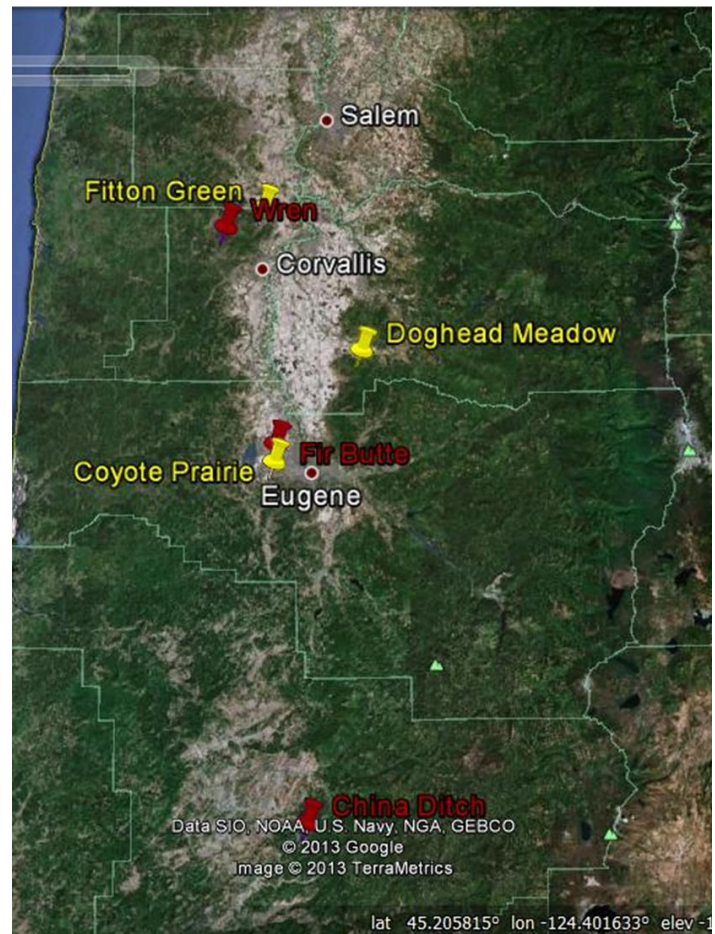 Salem
Fitton Green
Wren
Corvallis
Doghead Meadow
Fir Butte
Coyote Prairie
Eugene
China Ditch
Data SIO, NOAA, U.S. Navy, NGA, GEBCO
© 2013 Google
Image © 2013 TerraMetrics
lat 45.205815° lon -124.401633° elev -1